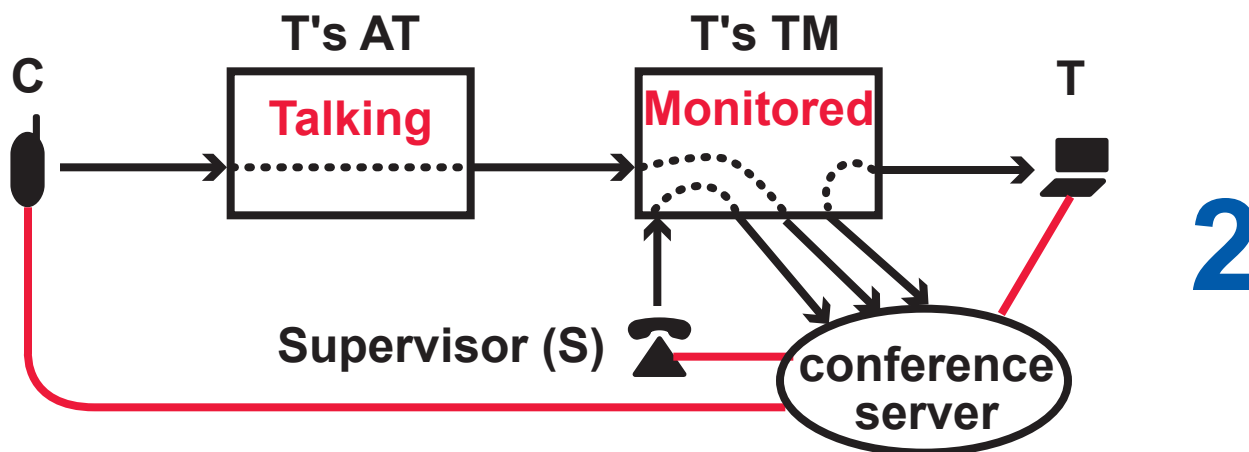 T's AT
T's TM
C
T
Talking
Monitored
2
Supervisor (S)
conference
server